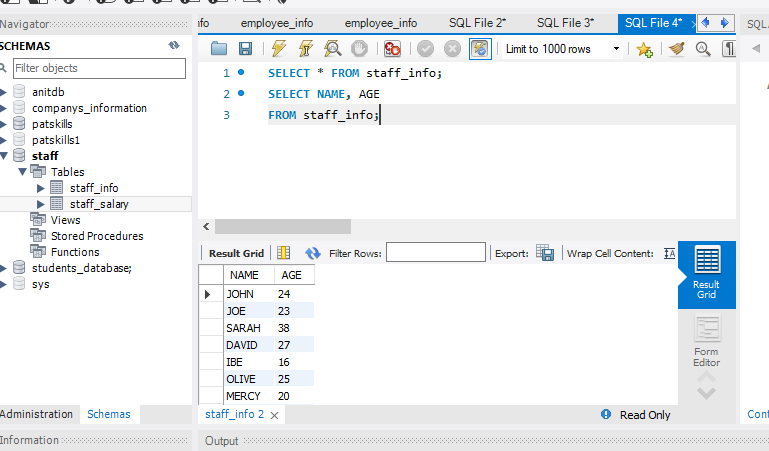 Navigator
nfo employee_info employee_info SQL File 2* SQL File 3* SQL File 4* SQL
SCHEMAS
Filter objects
Limit to 1000 rows
anitdb
companys_information
patskills
patskills1
staff
Tables
staff_info
staff_salary
Views
Stored Procedures
Functions
students_database;
sys
1 SELECT * FROM staff_info;
2 SELECT NAME, AGE
3 FROM staff_info;
Result Grid Filter Rows: Export: Wrap Cell Content: IA
NAME AGE
JOHN 24
JOE 23
SARAH 38
DAVID 27
IBE 16
OLIVE 25
MERCY 20
Result
Grid
Form
Editor
Administration Schemas
staff_info 2 Read Only Cont
Information
Output